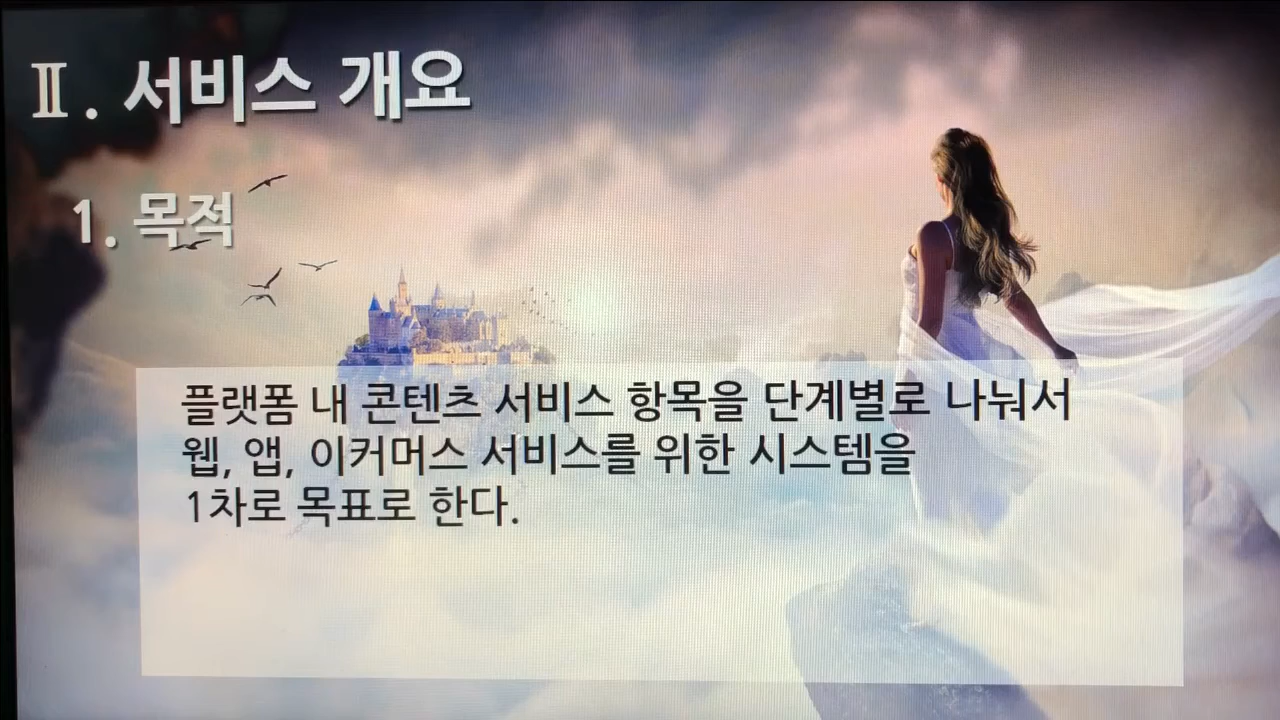 Ⅱ. 서비스 개요
1. 목적
플랫폼 내 콘텐츠 서비스 항목을 단계별로 나눠서
웹, 앱, 이커머스 서비스를 위한 시스템을
1차로 목표로 한다.